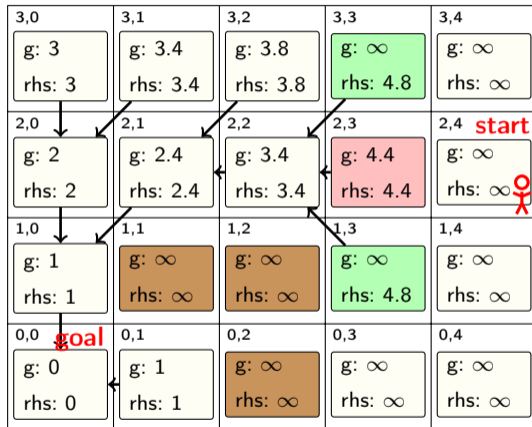 3,0 3,1 3,2 3,3 3,4
g: 3 g: 3.4 g: 3.8 g: ∞ g: ∞
rhs: 3 rhs: 3.4 rhs: 3.8 rhs: 4.8 rhs: ∞
2,0 2,1 2,2 2,3 2,4 start
g: 2 g: 2.4 g: 3.4 g: 4.4 g: ∞
rhs: 2 rhs: 2.4 rhs: 3.4 rhs: 4.4 rhs: ∞
1,0 1,1 1,2 1,3 1,4
g: 1 g: ∞ g: ∞ g: ∞ g: ∞
rhs: 1 rhs: ∞ rhs: ∞ rhs: 4.8 rhs: ∞
0,0 goal 0,1 0,2 0,3 0,4
g: 0 g: 1 g: ∞ g: ∞ g: ∞
rhs: 0 rhs: 1 rhs: ∞ rhs: ∞ rhs: ∞